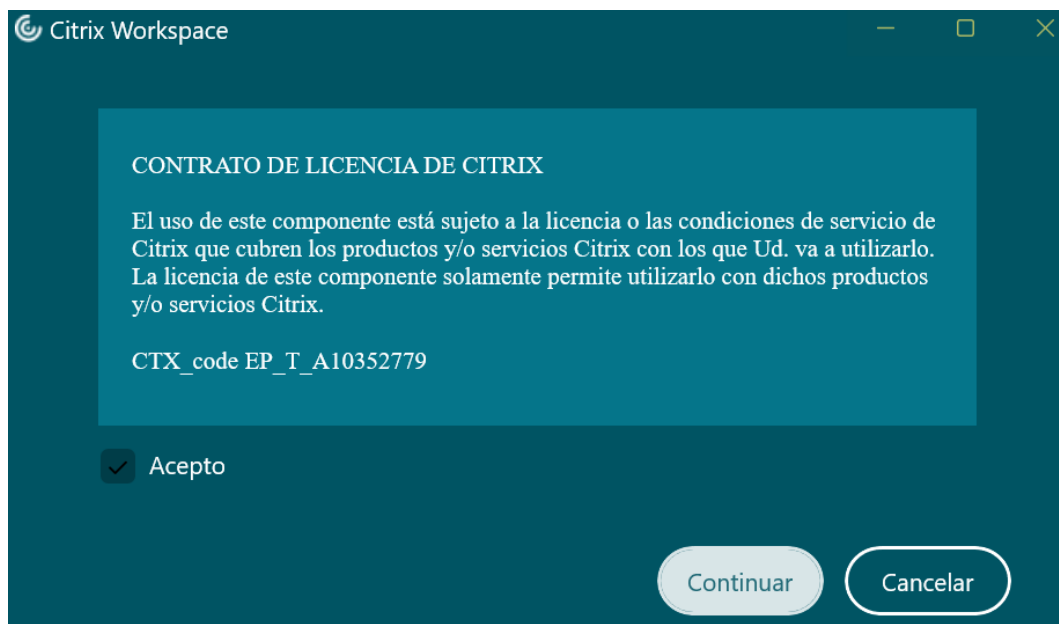 Citrix Workspace
CONTRATO DE LICENCIA DE CITRIX
El uso de este componente está sujeto a la licencia o las condiciones de servicio de
Citrix que cubren los productos y/o servicios Citrix con los que Ud. va a utilizarlo.
La licencia de este componente solamente permite utilizarlo con dichos productos
y/o servicios Citrix.
CTX_code EP_T_A10352779
Acepto
Continuar
Cancelar